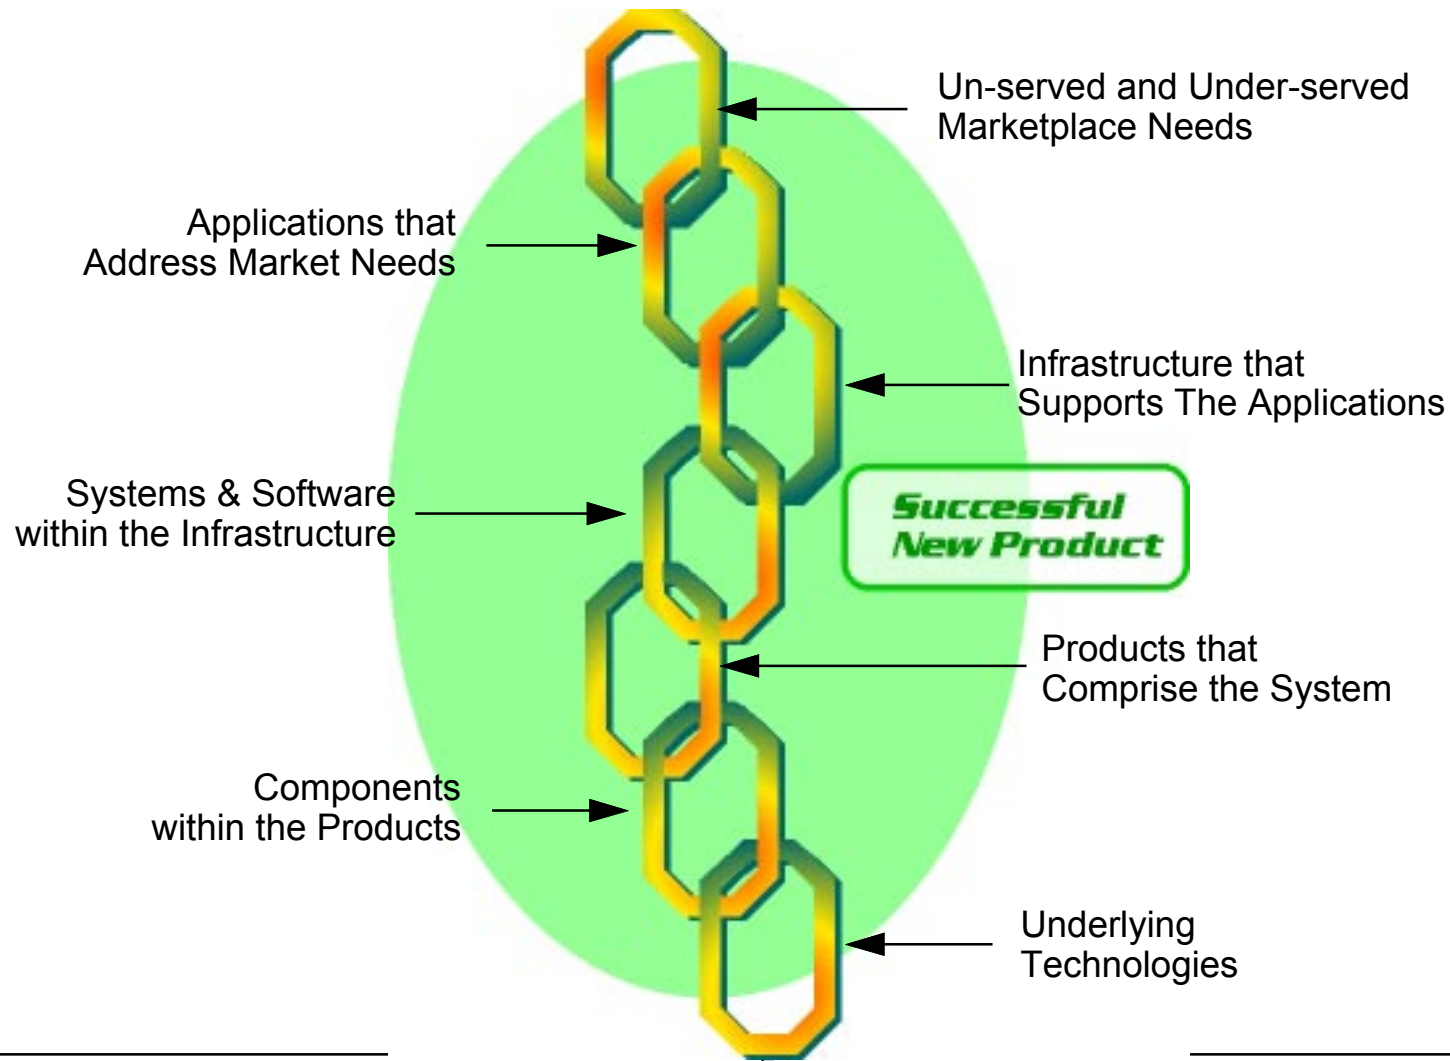 Un-served and Under-served
Marketplace Needs
Applications that
Address Market Needs
Infrastructure that
Supports The Applications
Systems & Software
within the Infrastructure
Successful
New Product
Products that
Comprise the System
Components
within the Products
Underlying
Technologies